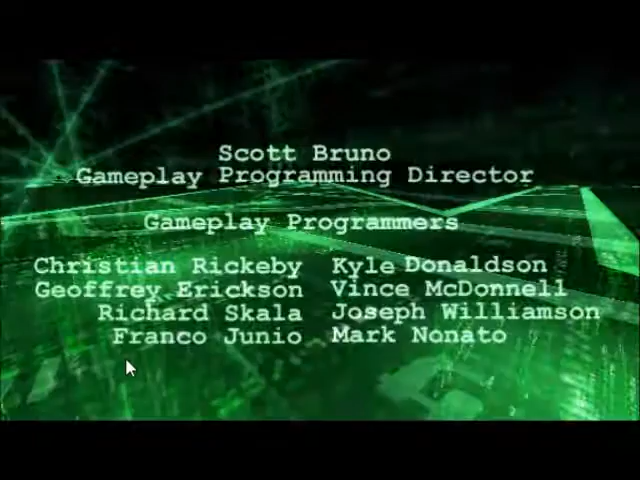 Scott Bruno
Gameplay Programming Director
Gameplay Programmers
Christian Rickeby Kyle Donaldson
Geoffrey Erickson Vince McDonnell
Richard Skala Joseph Williamson
Franco Junio Mark Nonato